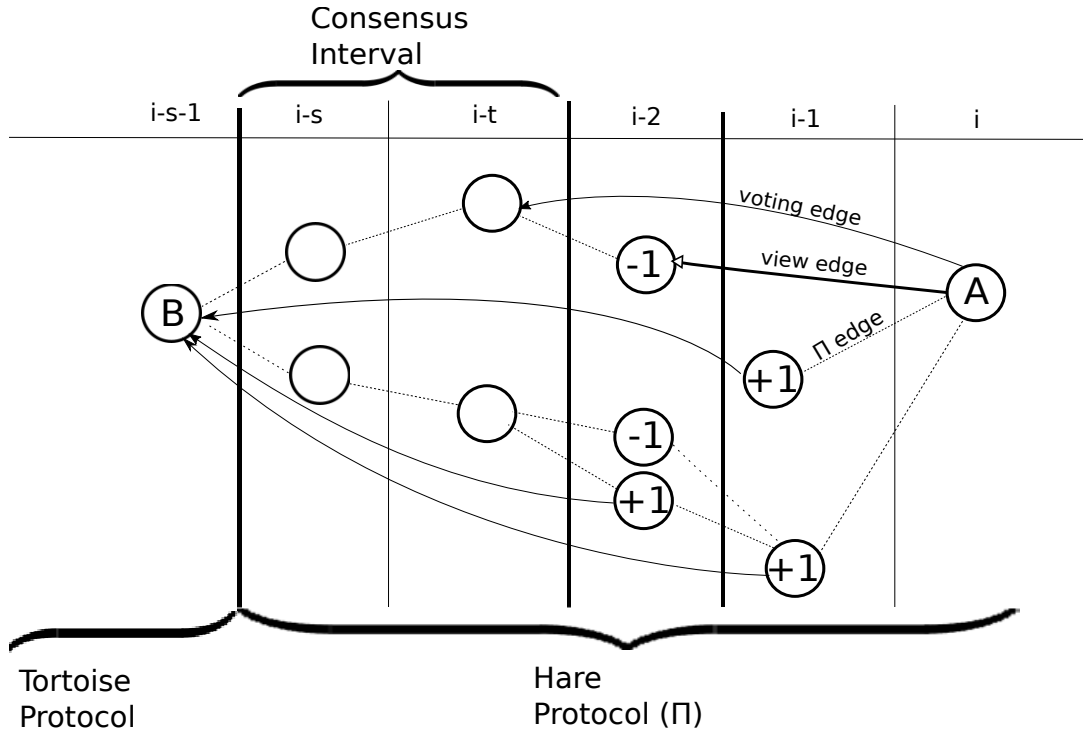 Consensus
Interval
i-s-1
i-s
i-t
i-2
i-1
i
voting edge
view edge
-1
A
B
Π edge
+1
-1
+1
+1
Tortoise
Protocol
Hare
Protocol (Π)